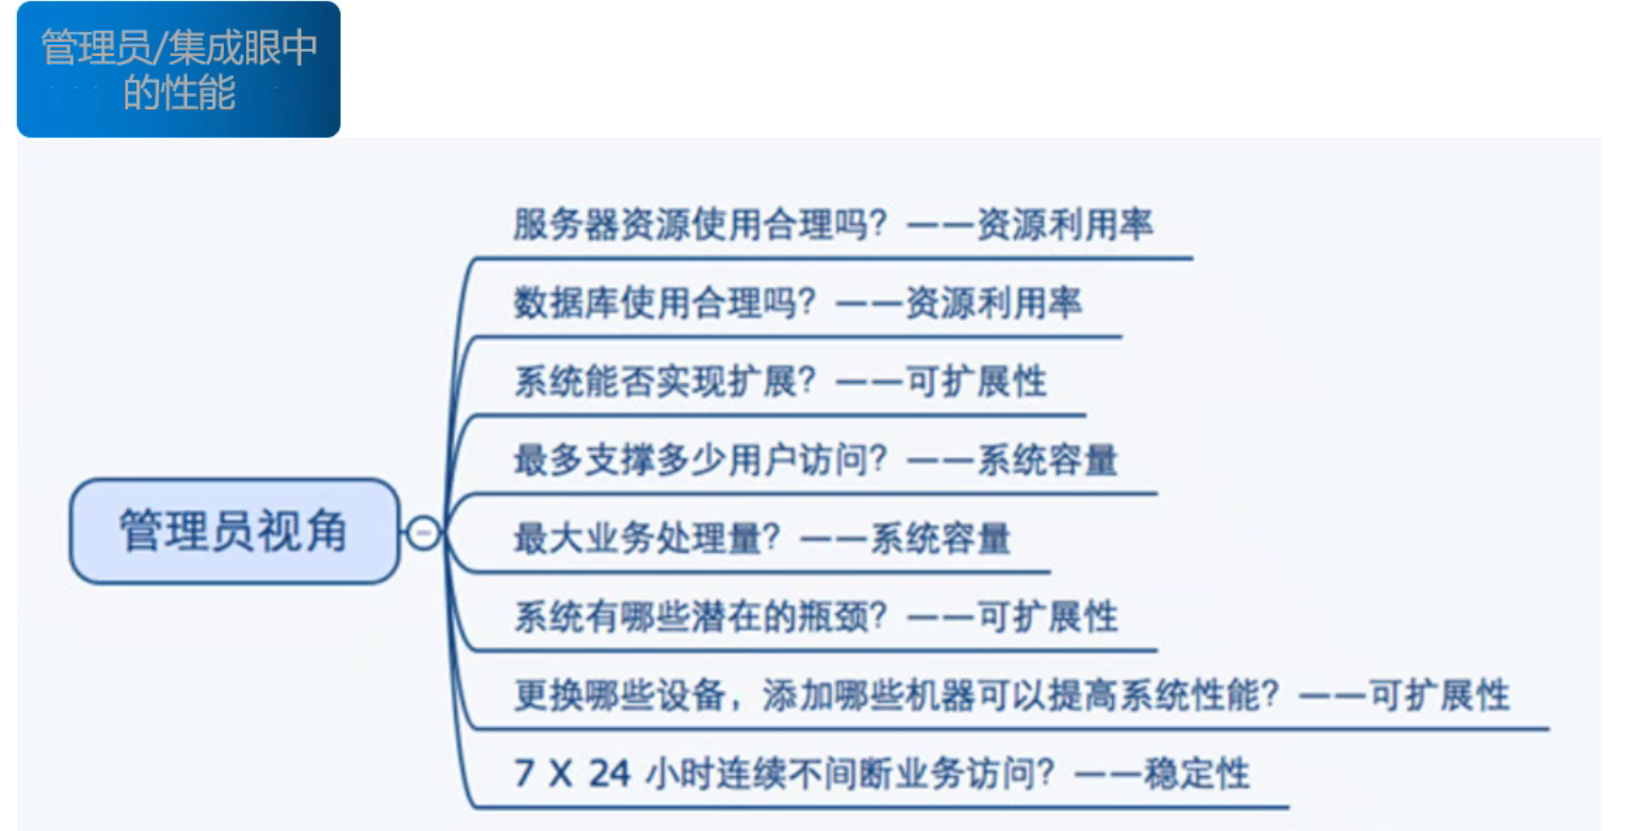 管理员/集成眼中
的性能
服务器资源使用合理吗？——资源利用率
数据库使用合理吗？——资源利用率
系统能否实现扩展？——可扩展性
最多支撑多少用户访问？——系统容量
管理员视角
最大业务处理量？——系统容量
系统有哪些潜在的瓶颈？——可扩展性
更换哪些设备，添加哪些机器可以提高系统性能？——可扩展性
7 X 24 小时连续不间断业务访问？——稳定性